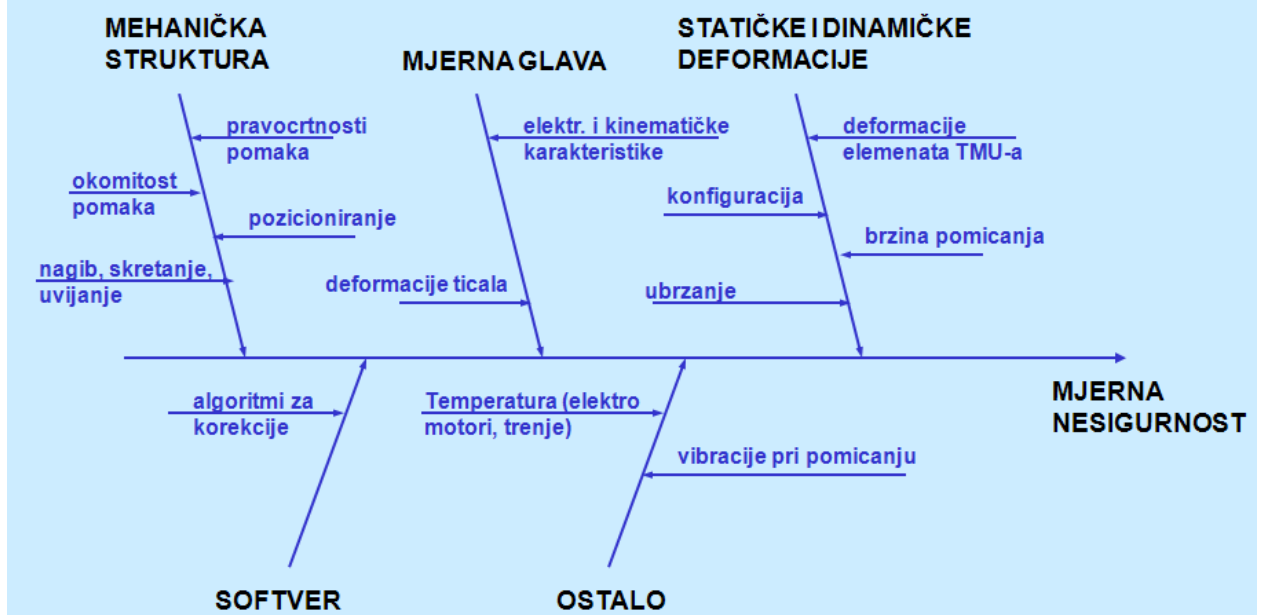 MEHANIČKA
STRUKTURA
MJERNA GLAVA
STATIČKE I DINAMIČKE
DEFORMACIJE
pravocrtnosti
pomaka
okomitost
pomaka
pozicioniranje
nagib, skretanje,
uvijanje
elektr. i kinematičke
karakteristike
deformacije ticala
deformacije
elemenata TMU-a
konfiguracija
brzina pomicanja
ubrzanje
algoritmi za
korekcije
Temperatura (elektro
motori, trenje)
vibracije pri pomicanju
MJERNA
NESIGURNOST
SOFTVER
OSTALO